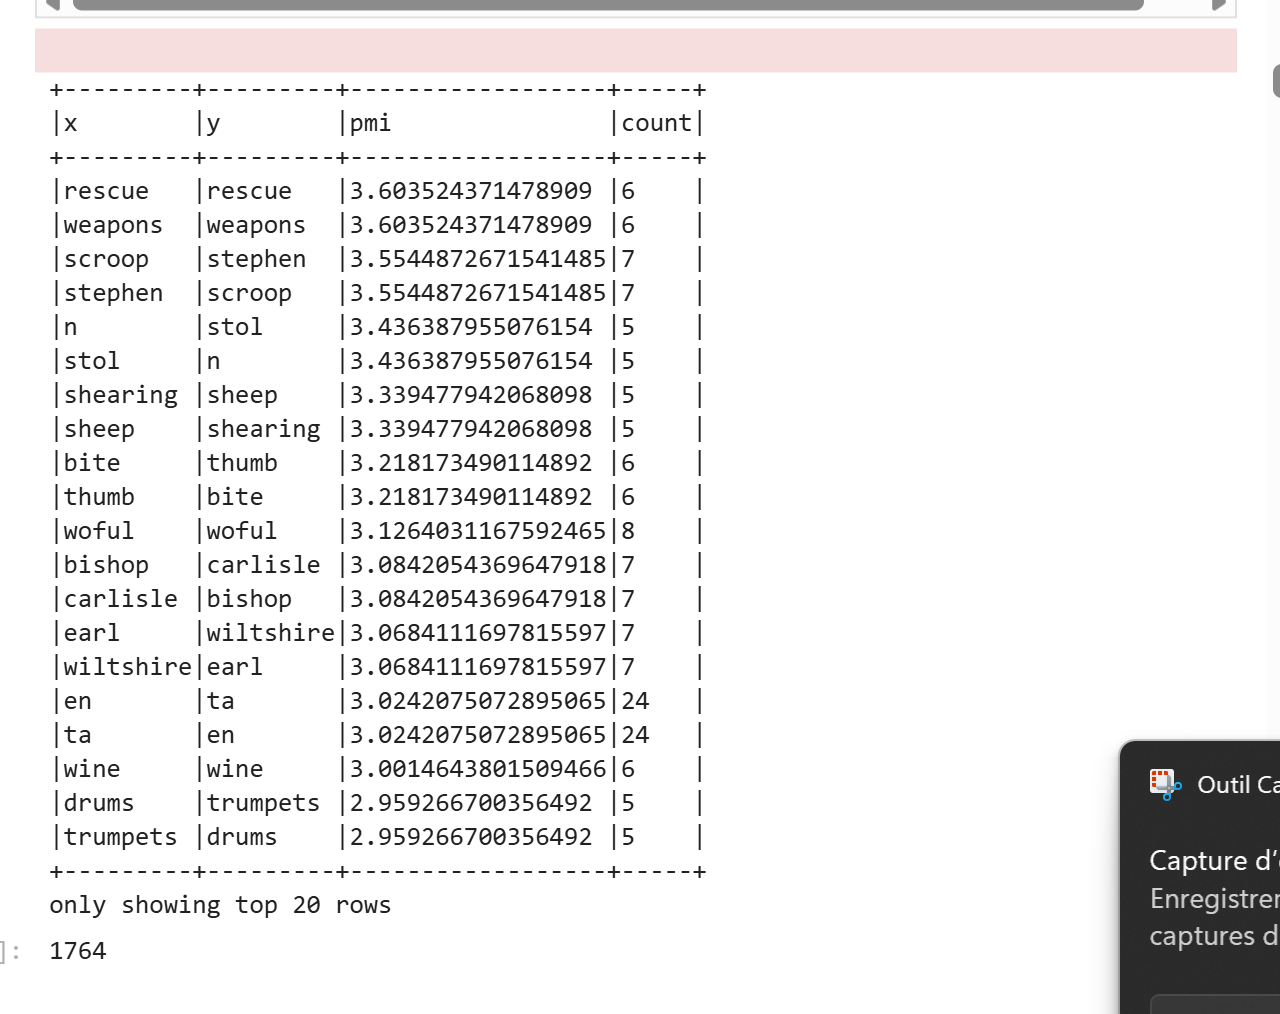 +---------+---------+------------------+-----+
|x        |y        |pmi               |count|
+---------+---------+------------------+-----+
|rescue   |rescue   |3.603524371478909 |6    |
|weapons  |weapons  |3.603524371478909 |6    |
|scroop   |stephen  |3.5544872671541485|7    |
|stephen  |scroop   |3.5544872671541485|7    |
|n        |stol     |3.436387955076154 |5    |
|stol     |n        |3.436387955076154 |5    |
|shearing |sheep    |3.339477942068098 |5    |
|sheep    |shearing |3.339477942068098 |5    |
|bite     |thumb    |3.218173490114892 |6    |
|thumb    |bite     |3.218173490114892 |6    |
|woful    |woful    |3.1264031167592465|8    |
|bishop   |carlisle |3.0842054369647918|7    |
|carlisle |bishop   |3.0842054369647918|7    |
|earl     |wiltshire|3.0684111697815597|7    |
|wiltshire|earl     |3.0684111697815597|7    |
|en       |ta       |3.0242075072895065|24   |
|ta       |en       |3.0242075072895065|24   |
|wine     |wine     |3.0014643801509466|6    |
|drums    |trumpets |2.959266700356492 |5    |
|trumpets |drums    |2.959266700356492 |5    |
+---------+---------+------------------+-----+
only showing top 20 rows
]: 1764
Outil Ca
Capture d'
Enregistrer
captures d